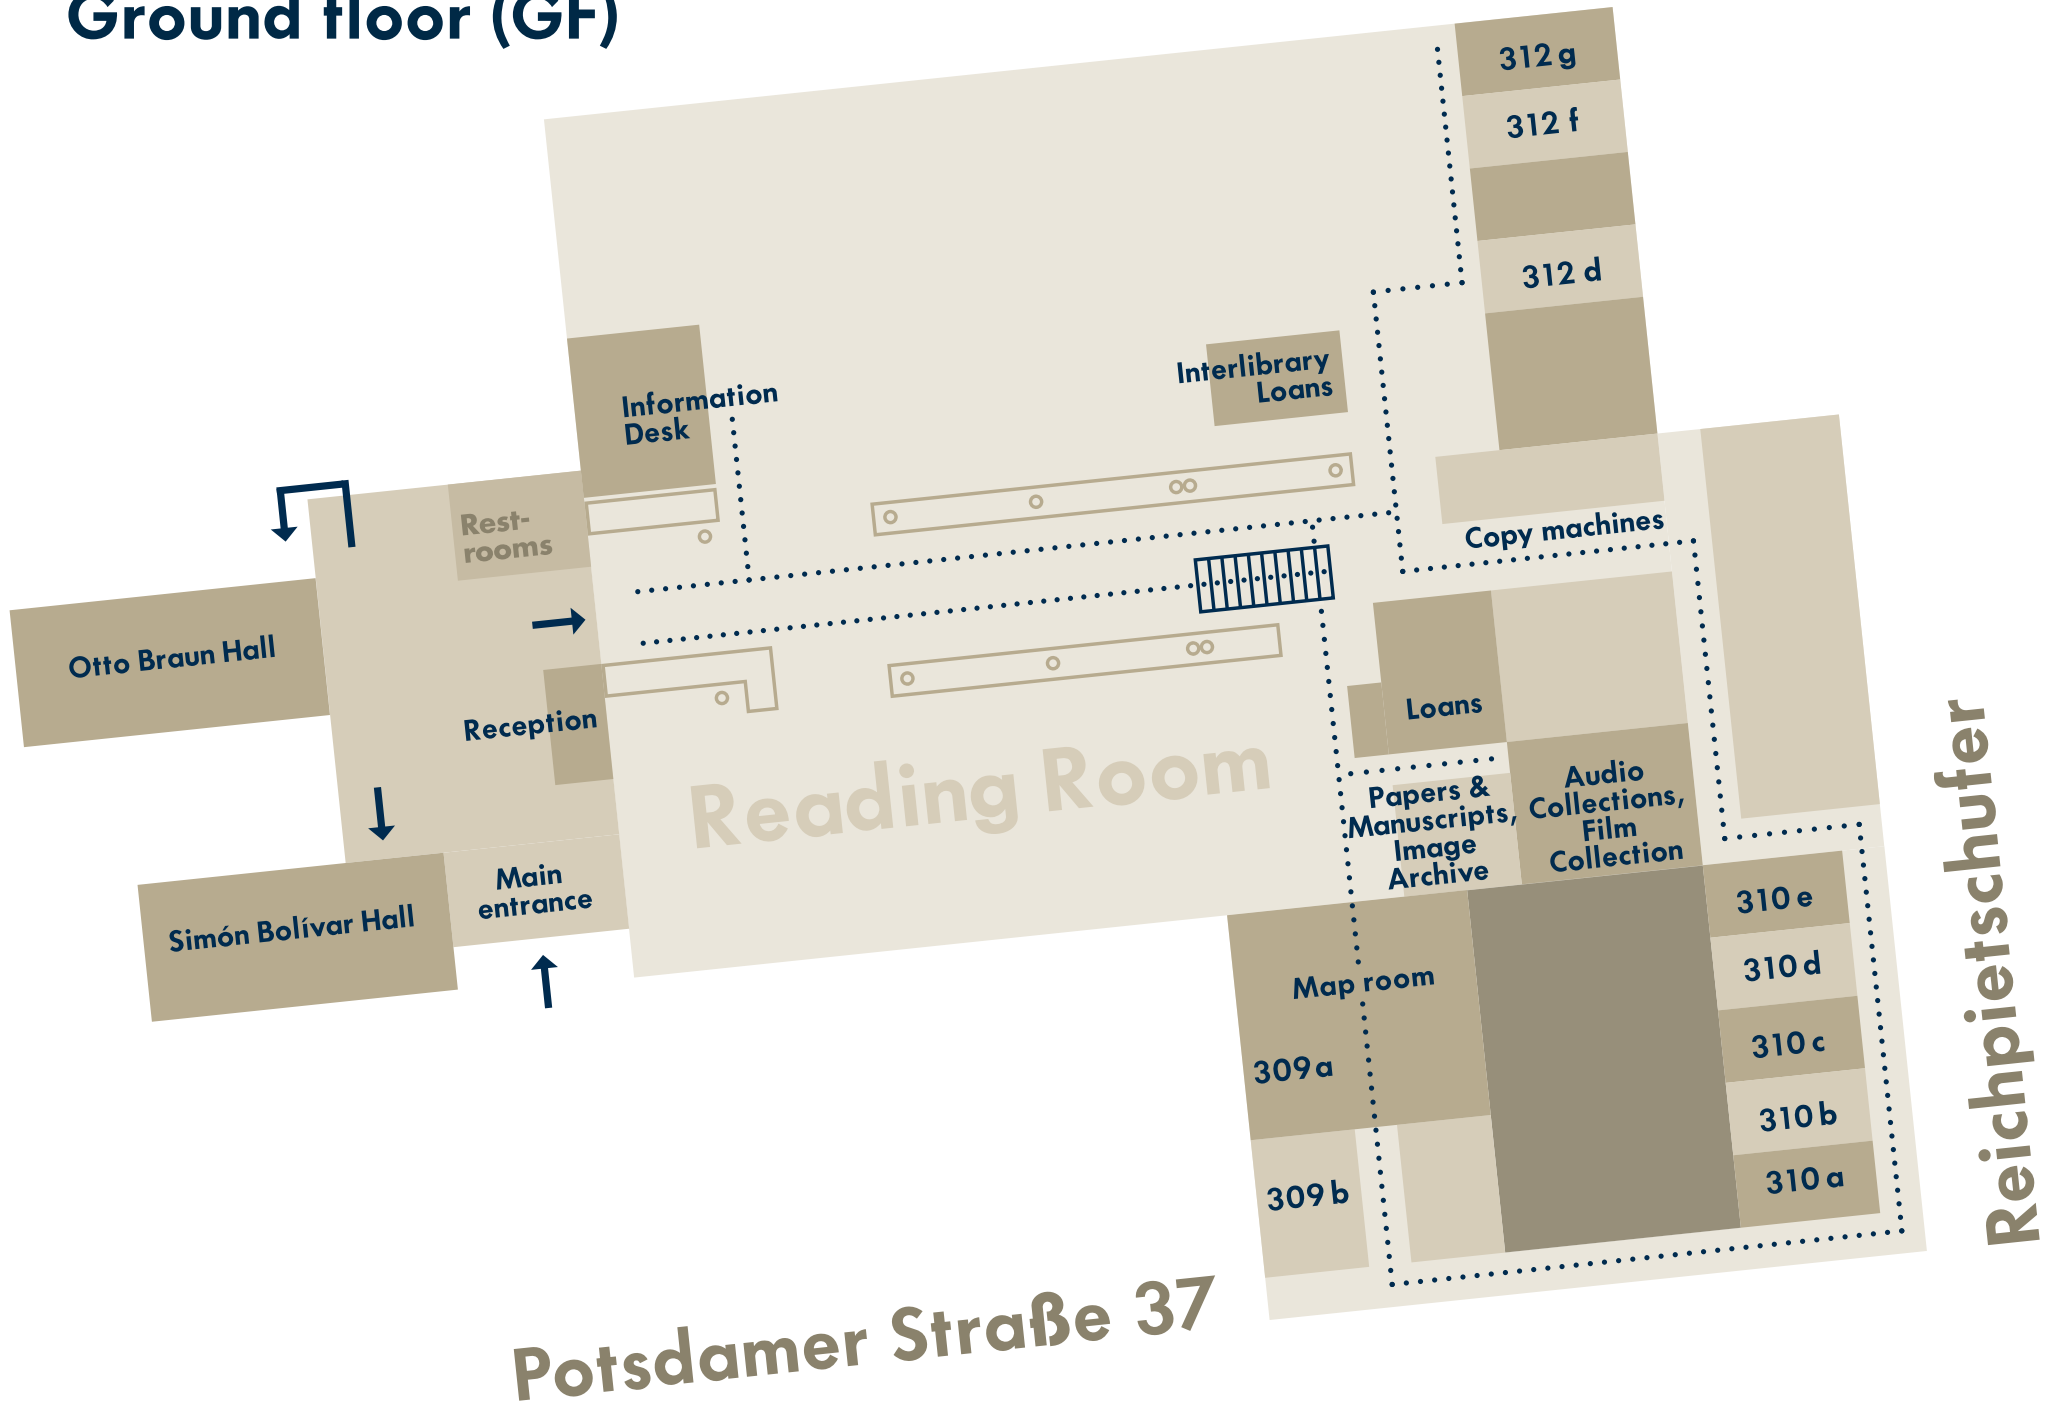 Ground floor (GF)
312 g
312 f
312 d
Interlibrary
Loans
Information
Desk
Copy machines
Rest-
rooms
Otto Braun Hall
Reception
Loans
Reading Room
Papers &
Manuscripts,
Image
Archive
Audio
Collections,
Film
Collection
Main
entrance
Simón Bolívar Hall
Map room
309 a
309 b
310 e
310 d
310 c
310 b
310 a
Reichpietschufer
Potsdamer Straße 37